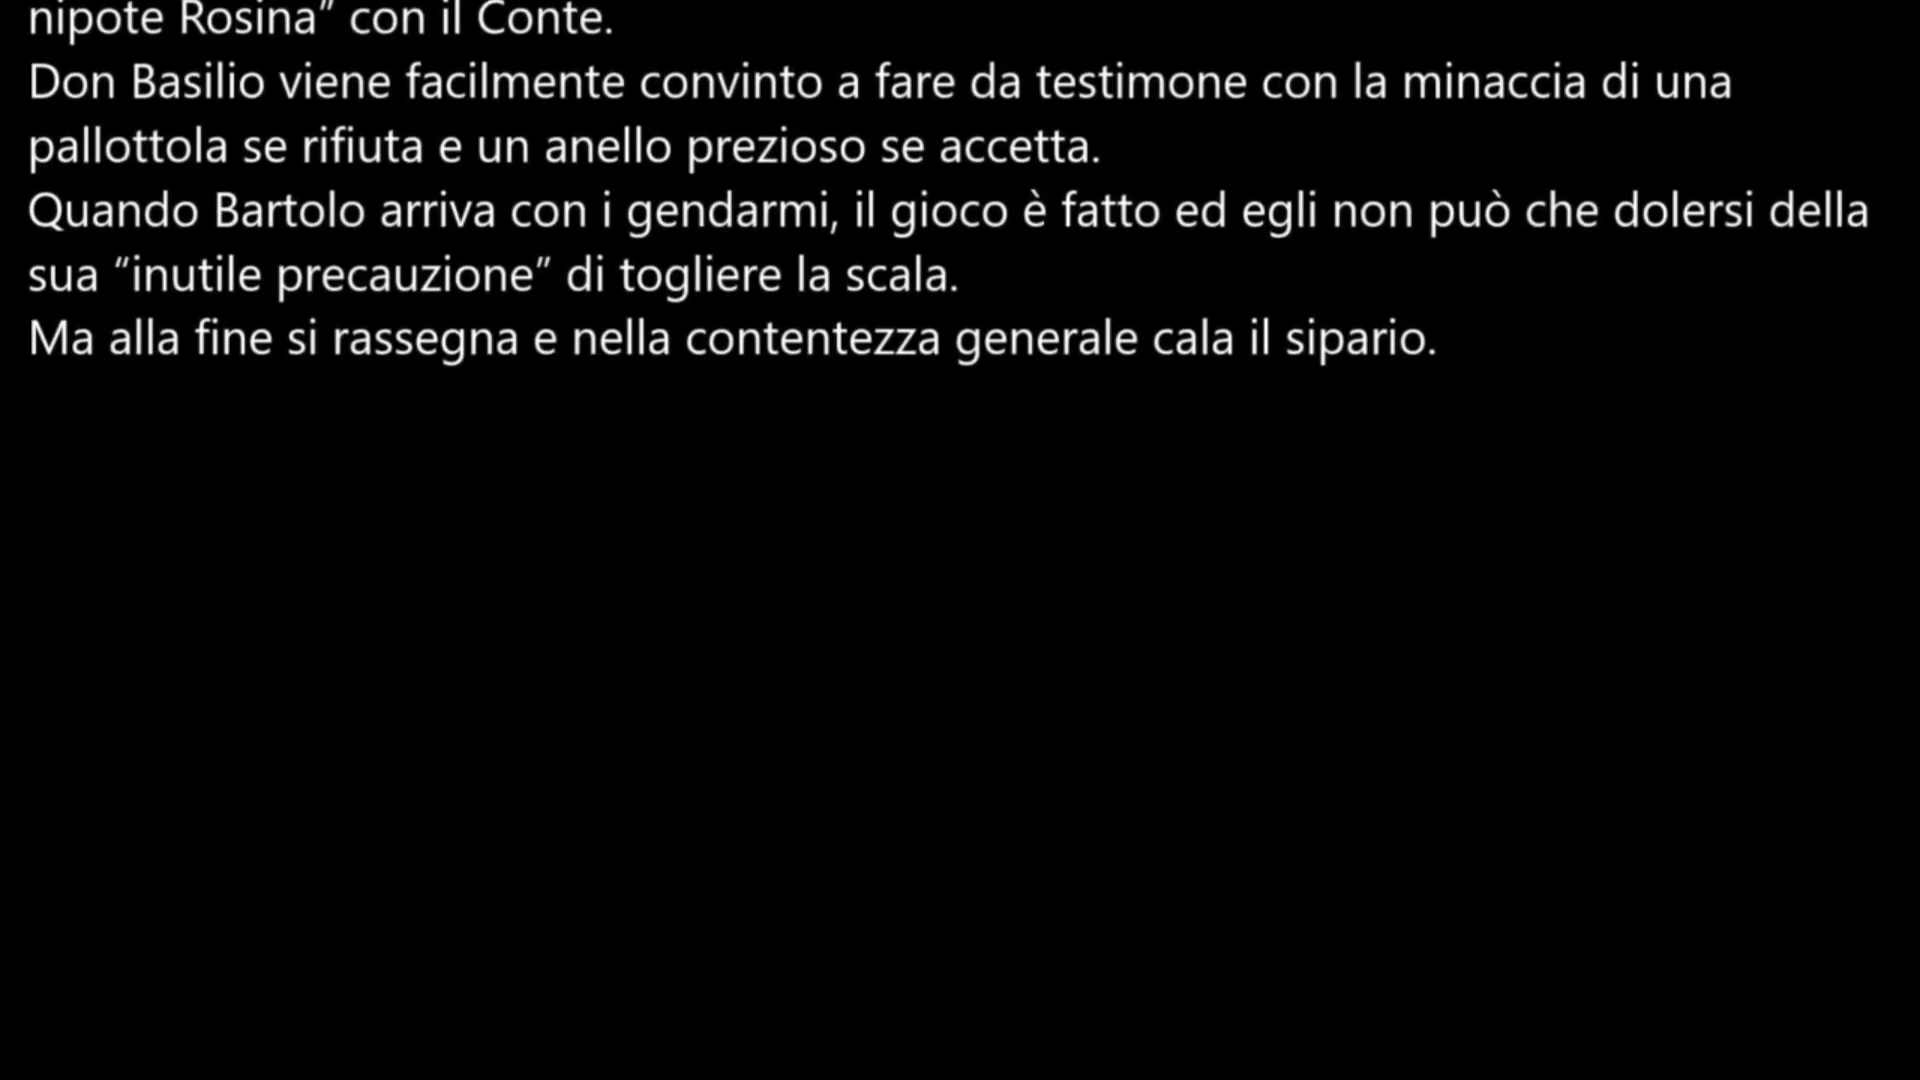 nipote Rosina” con il Conte.
Don Basilio viene facilmente convinto a fare da testimone con la minaccia di una
pallottola se rifiuta e un anello prezioso se accetta.
Quando Bartolo arriva con i gendarmi, il gioco è fatto ed egli non può che dolersi della
sua “inutile precauzione” di togliere la scala.
Ma alla fine si rassegna e nella contentezza generale cala il sipario.